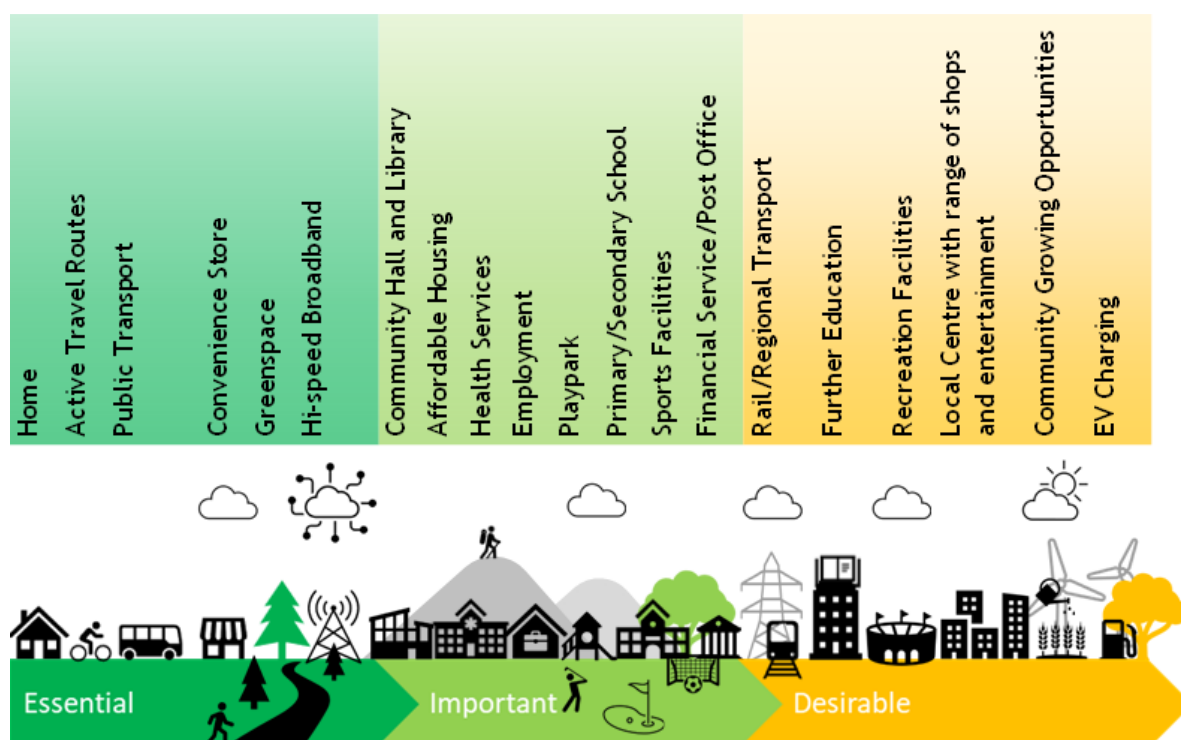 Home
Active Travel Routes
Public Transport
Convenience Store
Greenspace
Hi-speed Broadband
Community Hall and Library
Affordable Housing
Health Services
Employment
Playpark
Primary/Secondary School
Sports Facilities
Financial Service/Post Office
Rail/Regional Transport
Further Education
Recreation Facilities
Local Centre with range of shops
and entertainment
Community Growing Opportunities
EV Charging
Essential
Important
Desirable